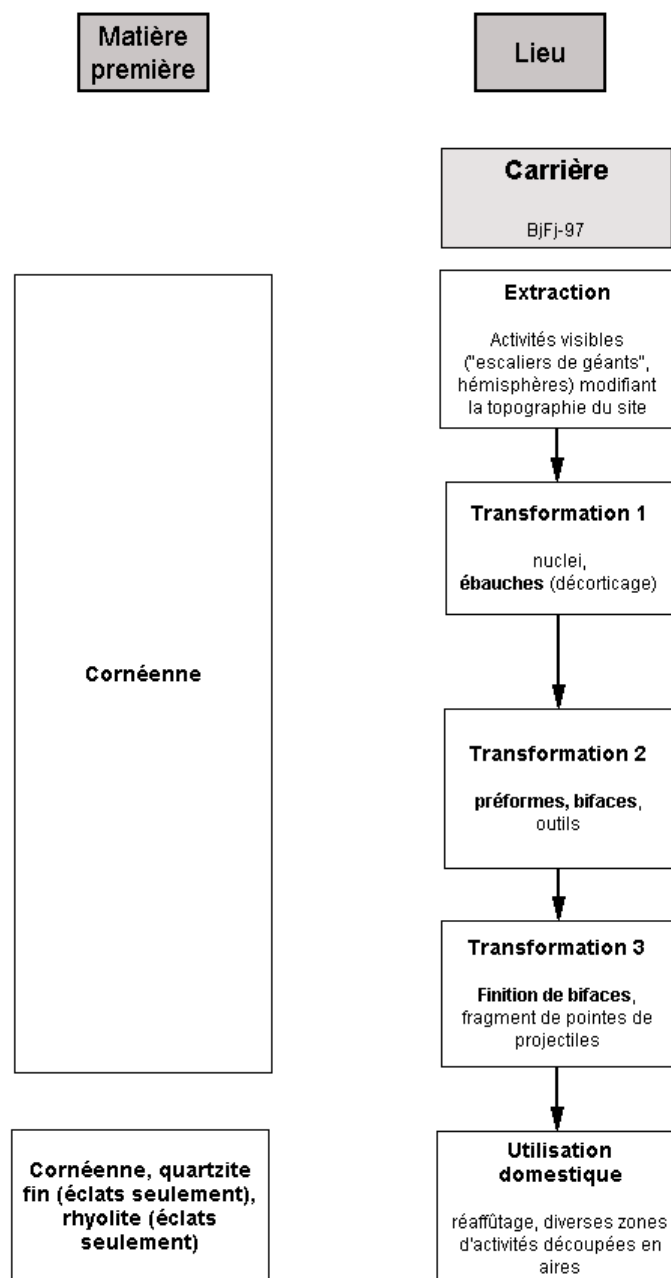 Matière
première
Lieu
Carrière
BjFj-97
Extraction
Activités visibles
("escaliers de géants",
hémisphères) modifiant
la topographie du site
Transformation 1
nuclei,
ébauches (décorticage)
Cornéenne
Transformation 2
préformes, bifaces,
outils
Transformation 3
Finition de bifaces,
fragment de pointes de
projectiles
Cornéenne, quartzite
fin (éclats seulement),
rhyolite (éclats
seulement)
Utilisation
domestique
réaffûtage, diverses zones
d'activités découpées en
aires